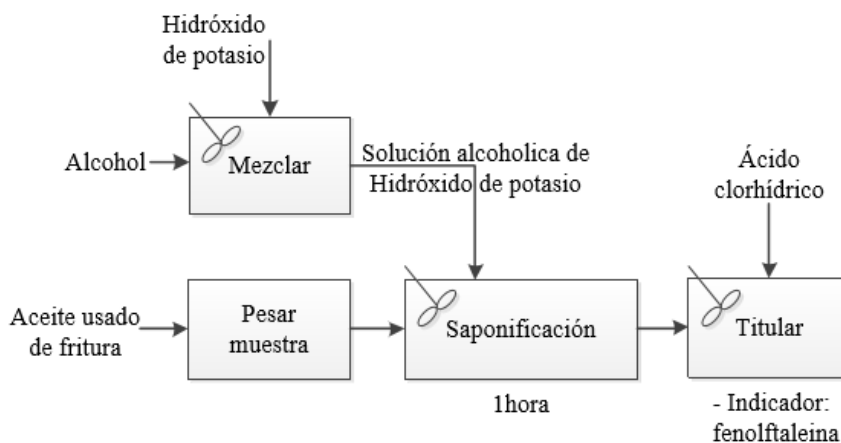 Hidróxido
de potasio
Alcohol
Mezclar
Solución alcoholica de
Hidróxido de potasio
Ácido
clorhídrico
Aceite usado
de fritura
Pesar
muestra
Saponificación
Titular
1hora
- Indicador:
fenolftaleina